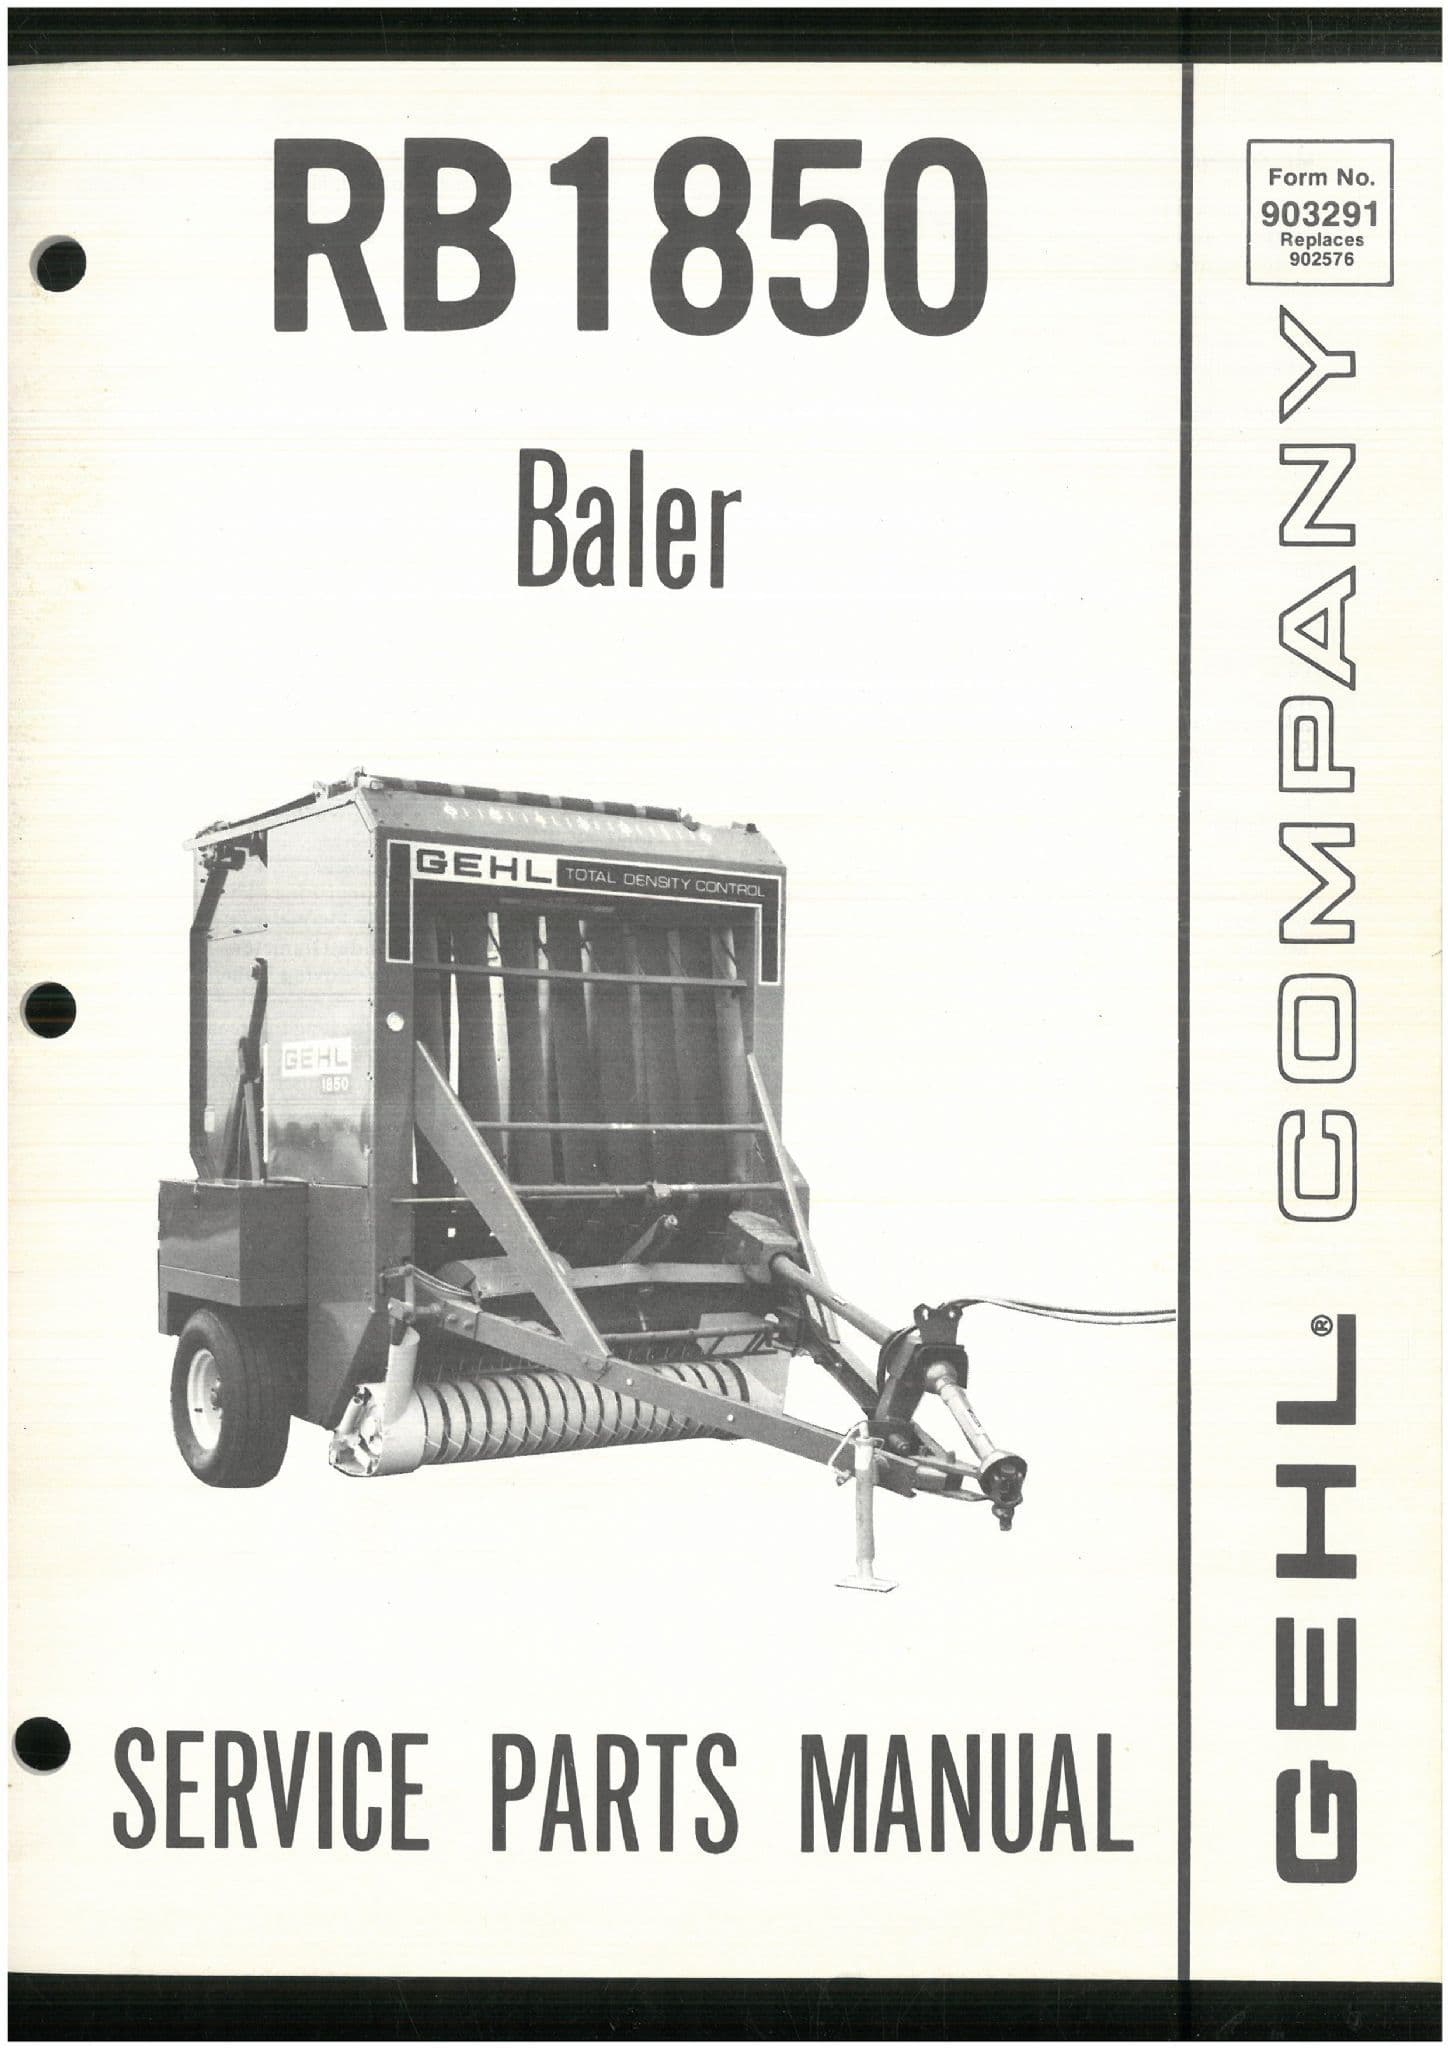 RB1850
Form No.
903291
Replaces
902576
Baler
GEHL TOTAL DENSITY CONTROL
GEHL
1850
SERVICE PARTS MANUAL
GEHL® COMPANY